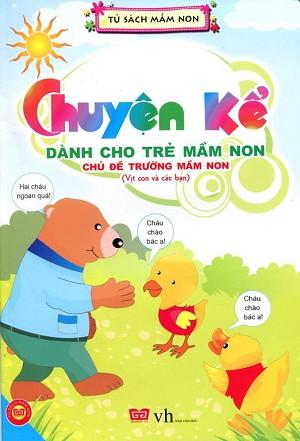 TỦ SÁCH MẦM NON
Chuyện Kể
DÀNH CHO TRẺ MẦM NON
CHỦ ĐỀ TRƯỜNG MẦM NON
(Vịt con và các bạn)
Hai cháu
ngoan quá!
Cháu
chào
bác ạ!
Cháu
chào
bác ạ!
vh